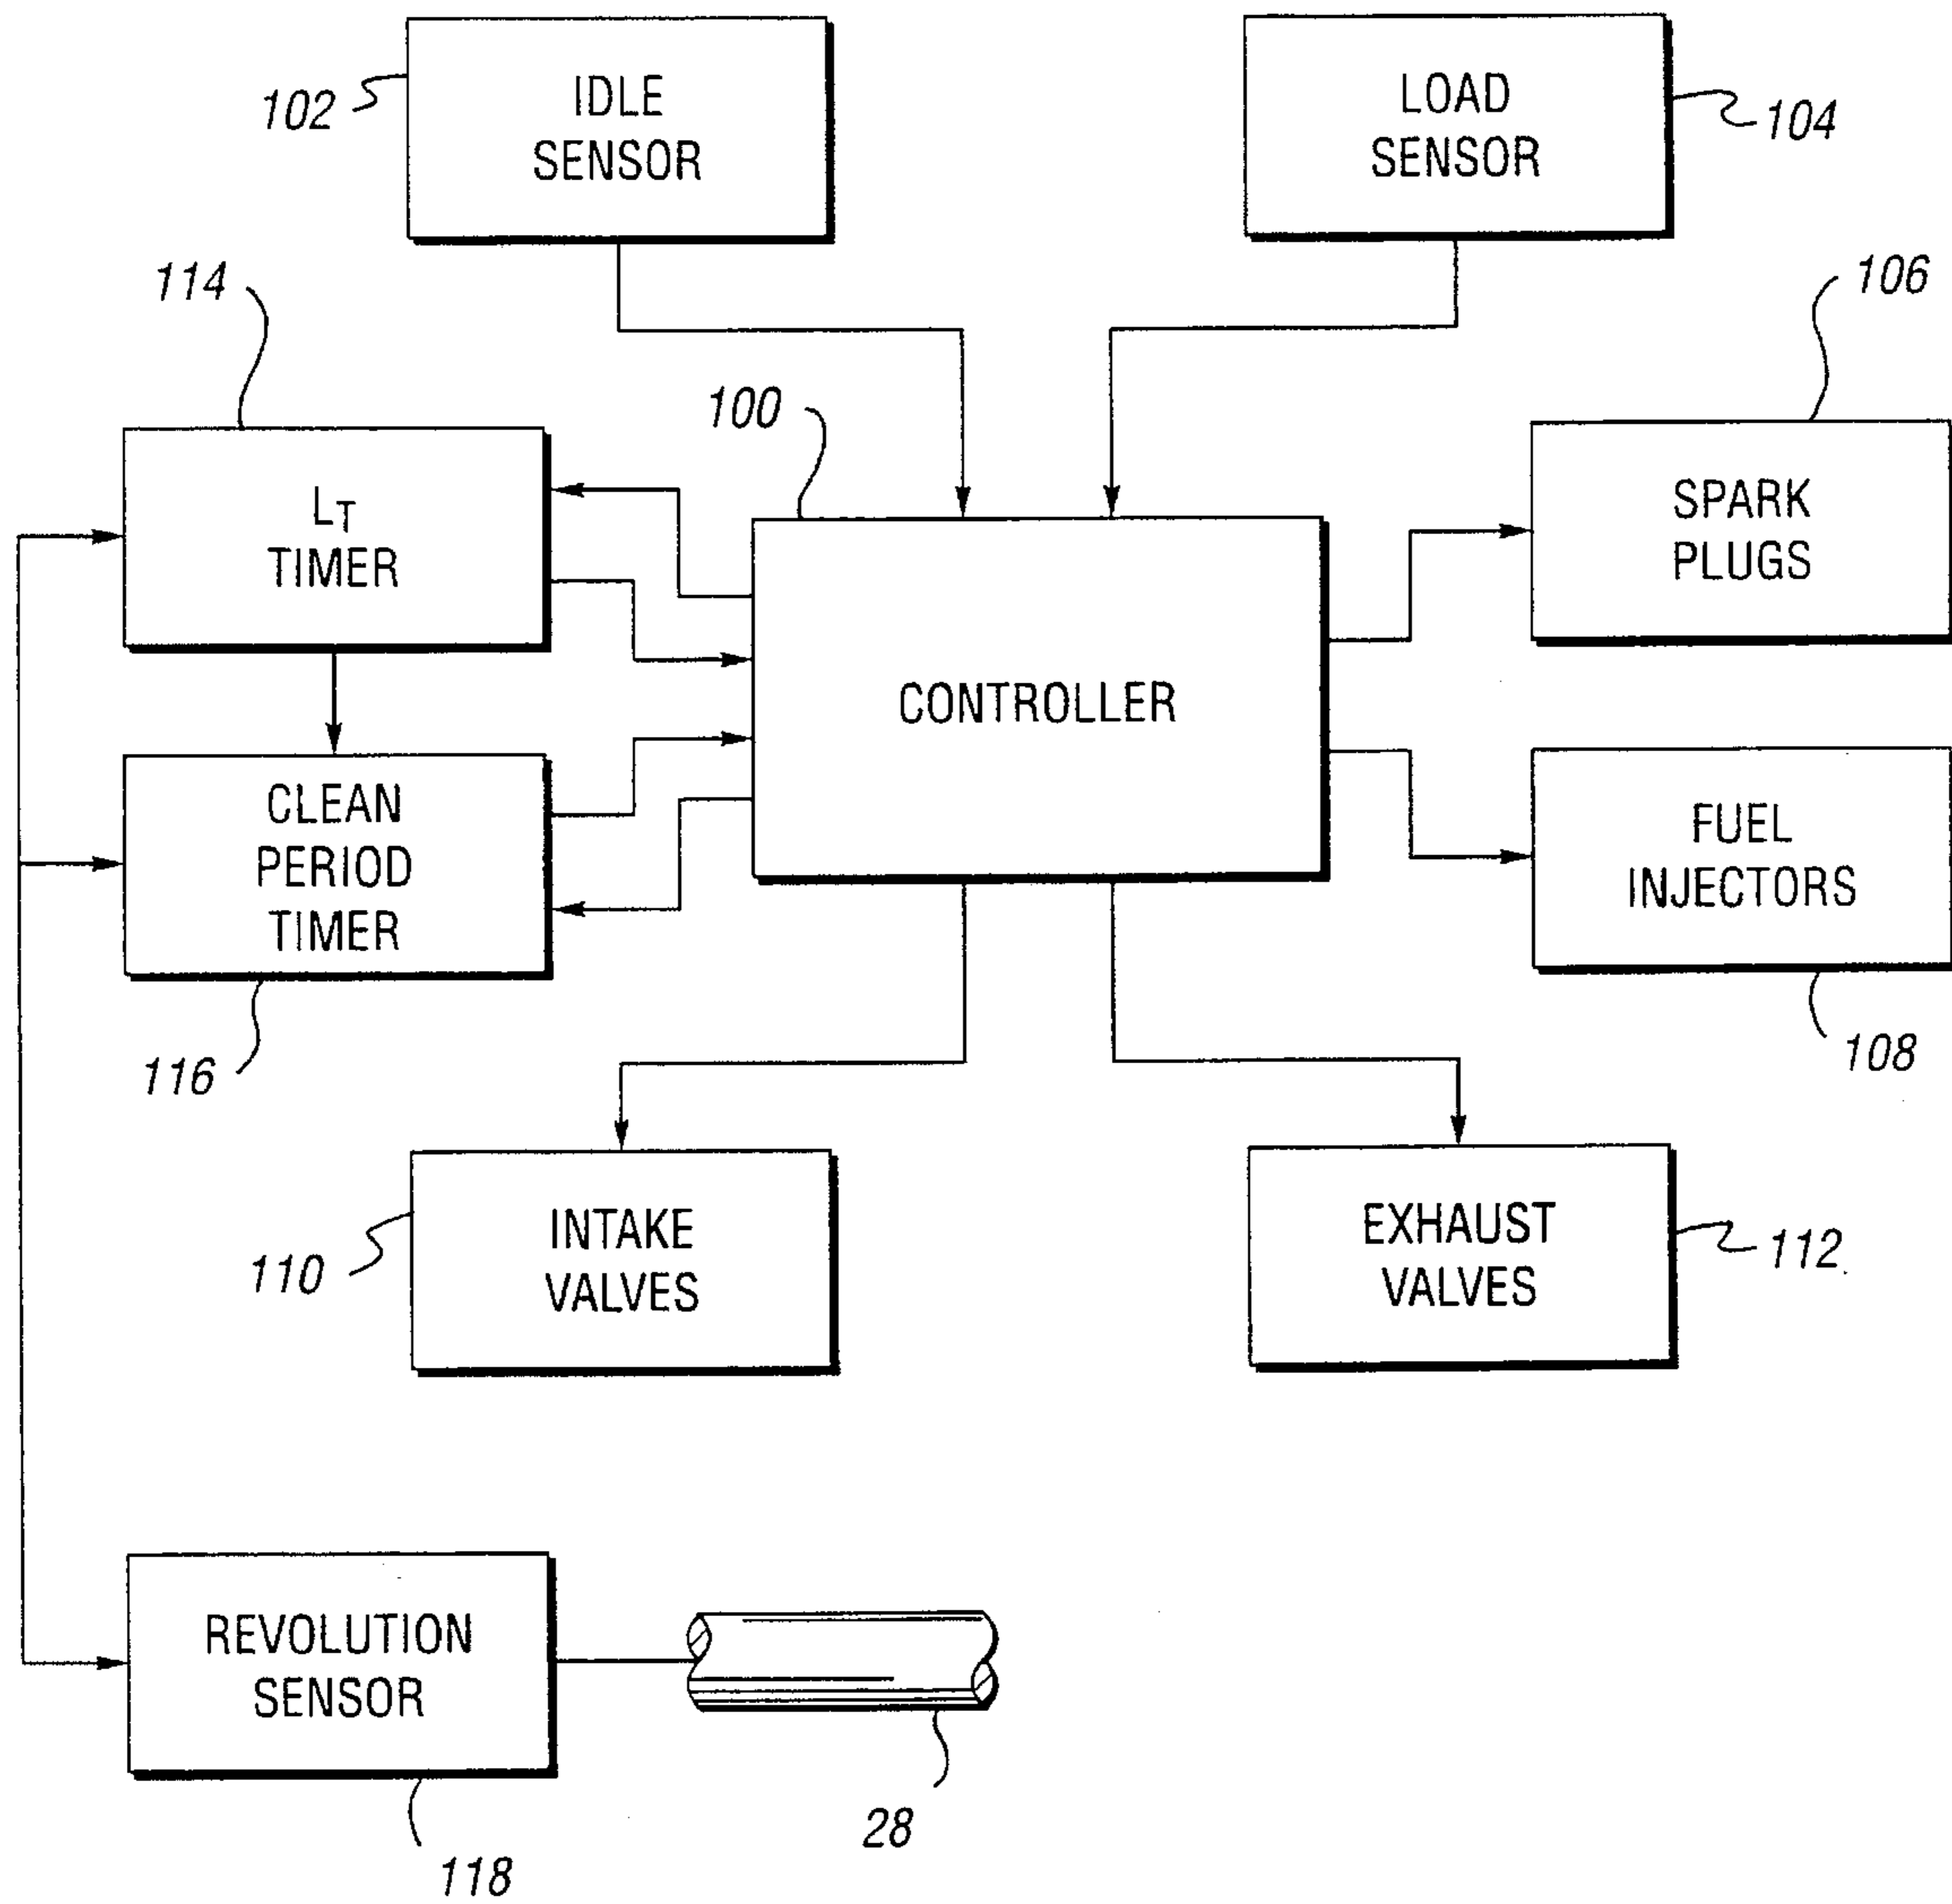 IDLE
SENSOR
102
LOAD
SENSOR
104
114
106
100
LT
TIMER
SPARK
PLUGS
CONTROLLER
CLEAN
PERIOD
TIMER
FUEL
INJECTORS
116
108
INTAKE
VALVES
110
EXHAUST
VALVES
112
REVOLUTION
SENSOR
28
118